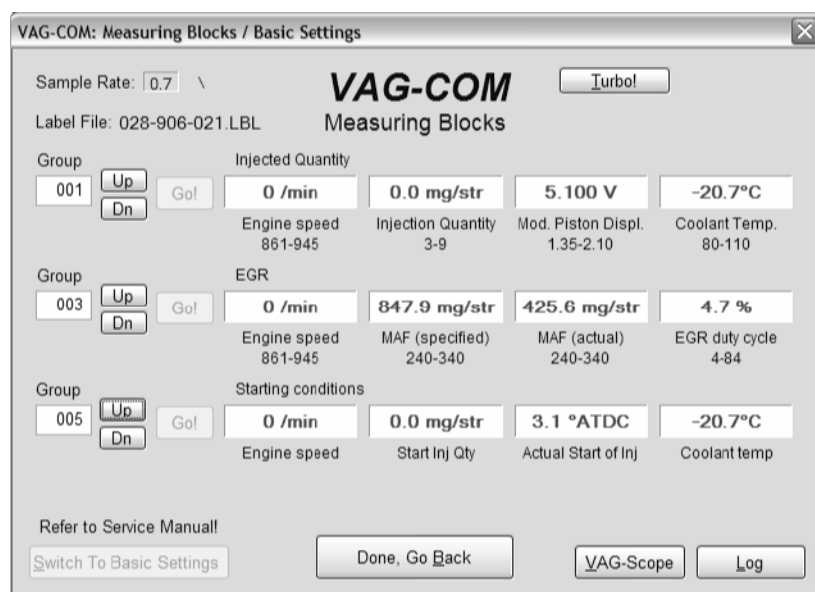 VAG-COM: Measuring Blocks / Basic Settings
Sample Rate: 0.7 \
VAG-COM
Turbo!
Label File: 028-906-021.LBL
Measuring Blocks
Group
Injected Quantity
001 Up Dn Go! 0 /min 0.0 mg/str 5.100 V -20.7°C
Engine speed Injection Quantity Mod. Piston Displ. Coolant Temp.
861-945 3-9 1.35-2.10 80-110
Group
EGR
003 Up Dn Go! 0 /min 847.9 mg/str 425.6 mg/str 4.7 %
Engine speed MAF (specified) MAF (actual) EGR duty cycle
861-945 240-340 240-340 4-84
Group
Starting conditions
005 Up Dn Go! 0 /min 0.0 mg/str 3.1 °ATDC -20.7°C
Engine speed Start Inj Qty Actual Start of Inj Coolant temp
Refer to Service Manual!
Switch To Basic Settings
Done, Go Back
VAG-Scope
Log